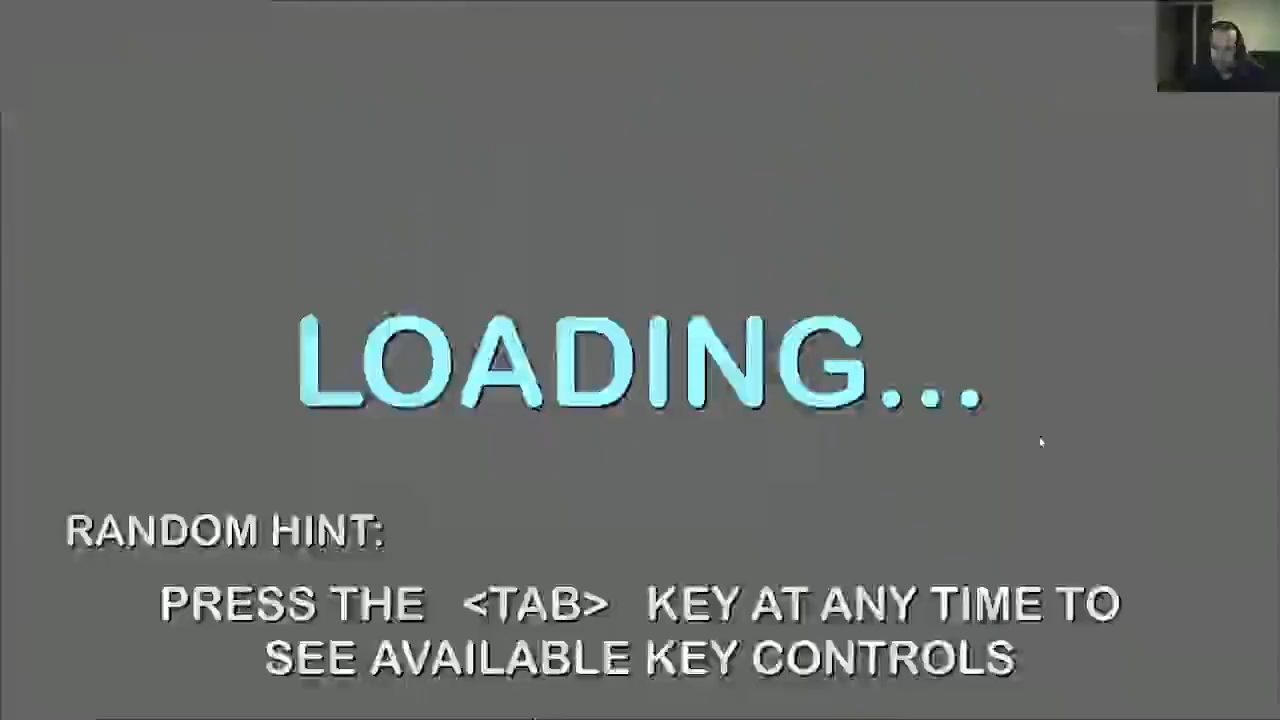 LOADING...
RANDOM HINT:
PRESS THE <TAB> KEY AT ANY TIME TO
SEE AVAILABLE KEY CONTROLS